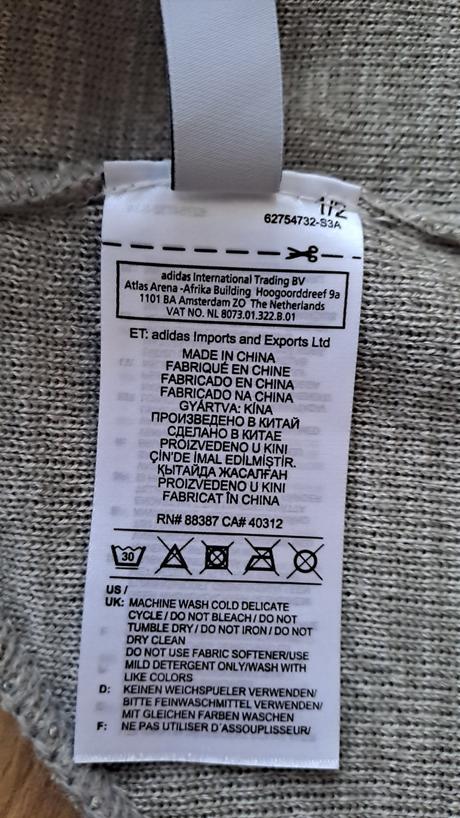 1/2
62754732-S3A
adidas International Trading BV
Atlas Arena -Afrika Building Hoogoorddreef 9a
1101 BA Amsterdam ZO The Netherlands
VAT NO. NL 8073.01.322.B.01
ET: adidas Imports and Exports Ltd
MADE IN CHINA
FABRIQUÉ EN CHINE
FABRICADO EN CHINA
FABRICADO NA CHINA
GYÁRTVA: KÍNA
ПРОИЗВЕДЕНО В КИТАЙ
СДЕЛАНО В КИТАЕ
PROIZVEDENO U KINI
ÇİN'DE İMAL EDİLMİŞTİR.
ҚЫТАЙДА ЖАСАЛҒАН
PROIZVEDENO U KINI
FABRICAT ÎN CHINA
RN# 88387 CA# 40312
30
US /
UK: MACHINE WASH COLD DELICATE
CYCLE / DO NOT BLEACH / DO NOT
TUMBLE DRY / DO NOT IRON / DO NOT
DRY CLEAN
DO NOT USE FABRIC SOFTENER/USE
MILD DETERGENT ONLY/WASH WITH
LIKE COLORS
D: KEINEN WEICHSPUELER VERWENDEN/
BITTE FEINWASCHMITTEL VERWENDEN/
MIT GLEICHEN FARBEN WASCHEN
F: NE PAS UTILISER D'ASSOUPLISSEUR/